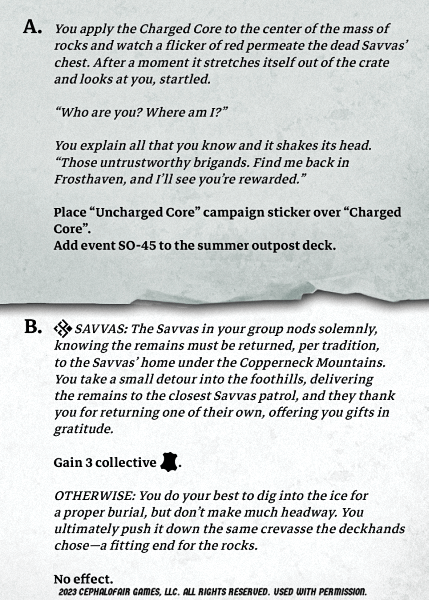 A. You apply the Charged Core to the center of the mass of
rocks and watch a flicker of red permeate the dead Savvas’
chest. After a moment it stretches itself out of the crate
and looks at you, startled.
“Who are you? Where am I?”
You explain all that you know and it shakes its head.
“Those untrustworthy brigands. Find me back in
Frosthaven, and I’ll see you’re rewarded.”
Place “Uncharged Core” campaign sticker over “Charged
Core”.
Add event SO-45 to the summer outpost deck.
B. SAVVAS: The Savvas in your group nods solemnly,
knowing the remains must be returned, per tradition,
to the Savvas’ home under the Copperneck Mountains.
You take a small detour into the foothills, delivering
the remains to the closest Savvas patrol, and they thank
you for returning one of their own, offering you gifts in
gratitude.
Gain 3 collective .
OTHERWISE: You do your best to dig into the ice for
a proper burial, but don’t make much headway. You
ultimately push it down the same crevasse the deckhands
chose—a fitting end for the rocks.
No effect.
2023 CEPHALOFAIR GAMES, LLC. ALL RIGHTS RESERVED. USED WITH PERMISSION.